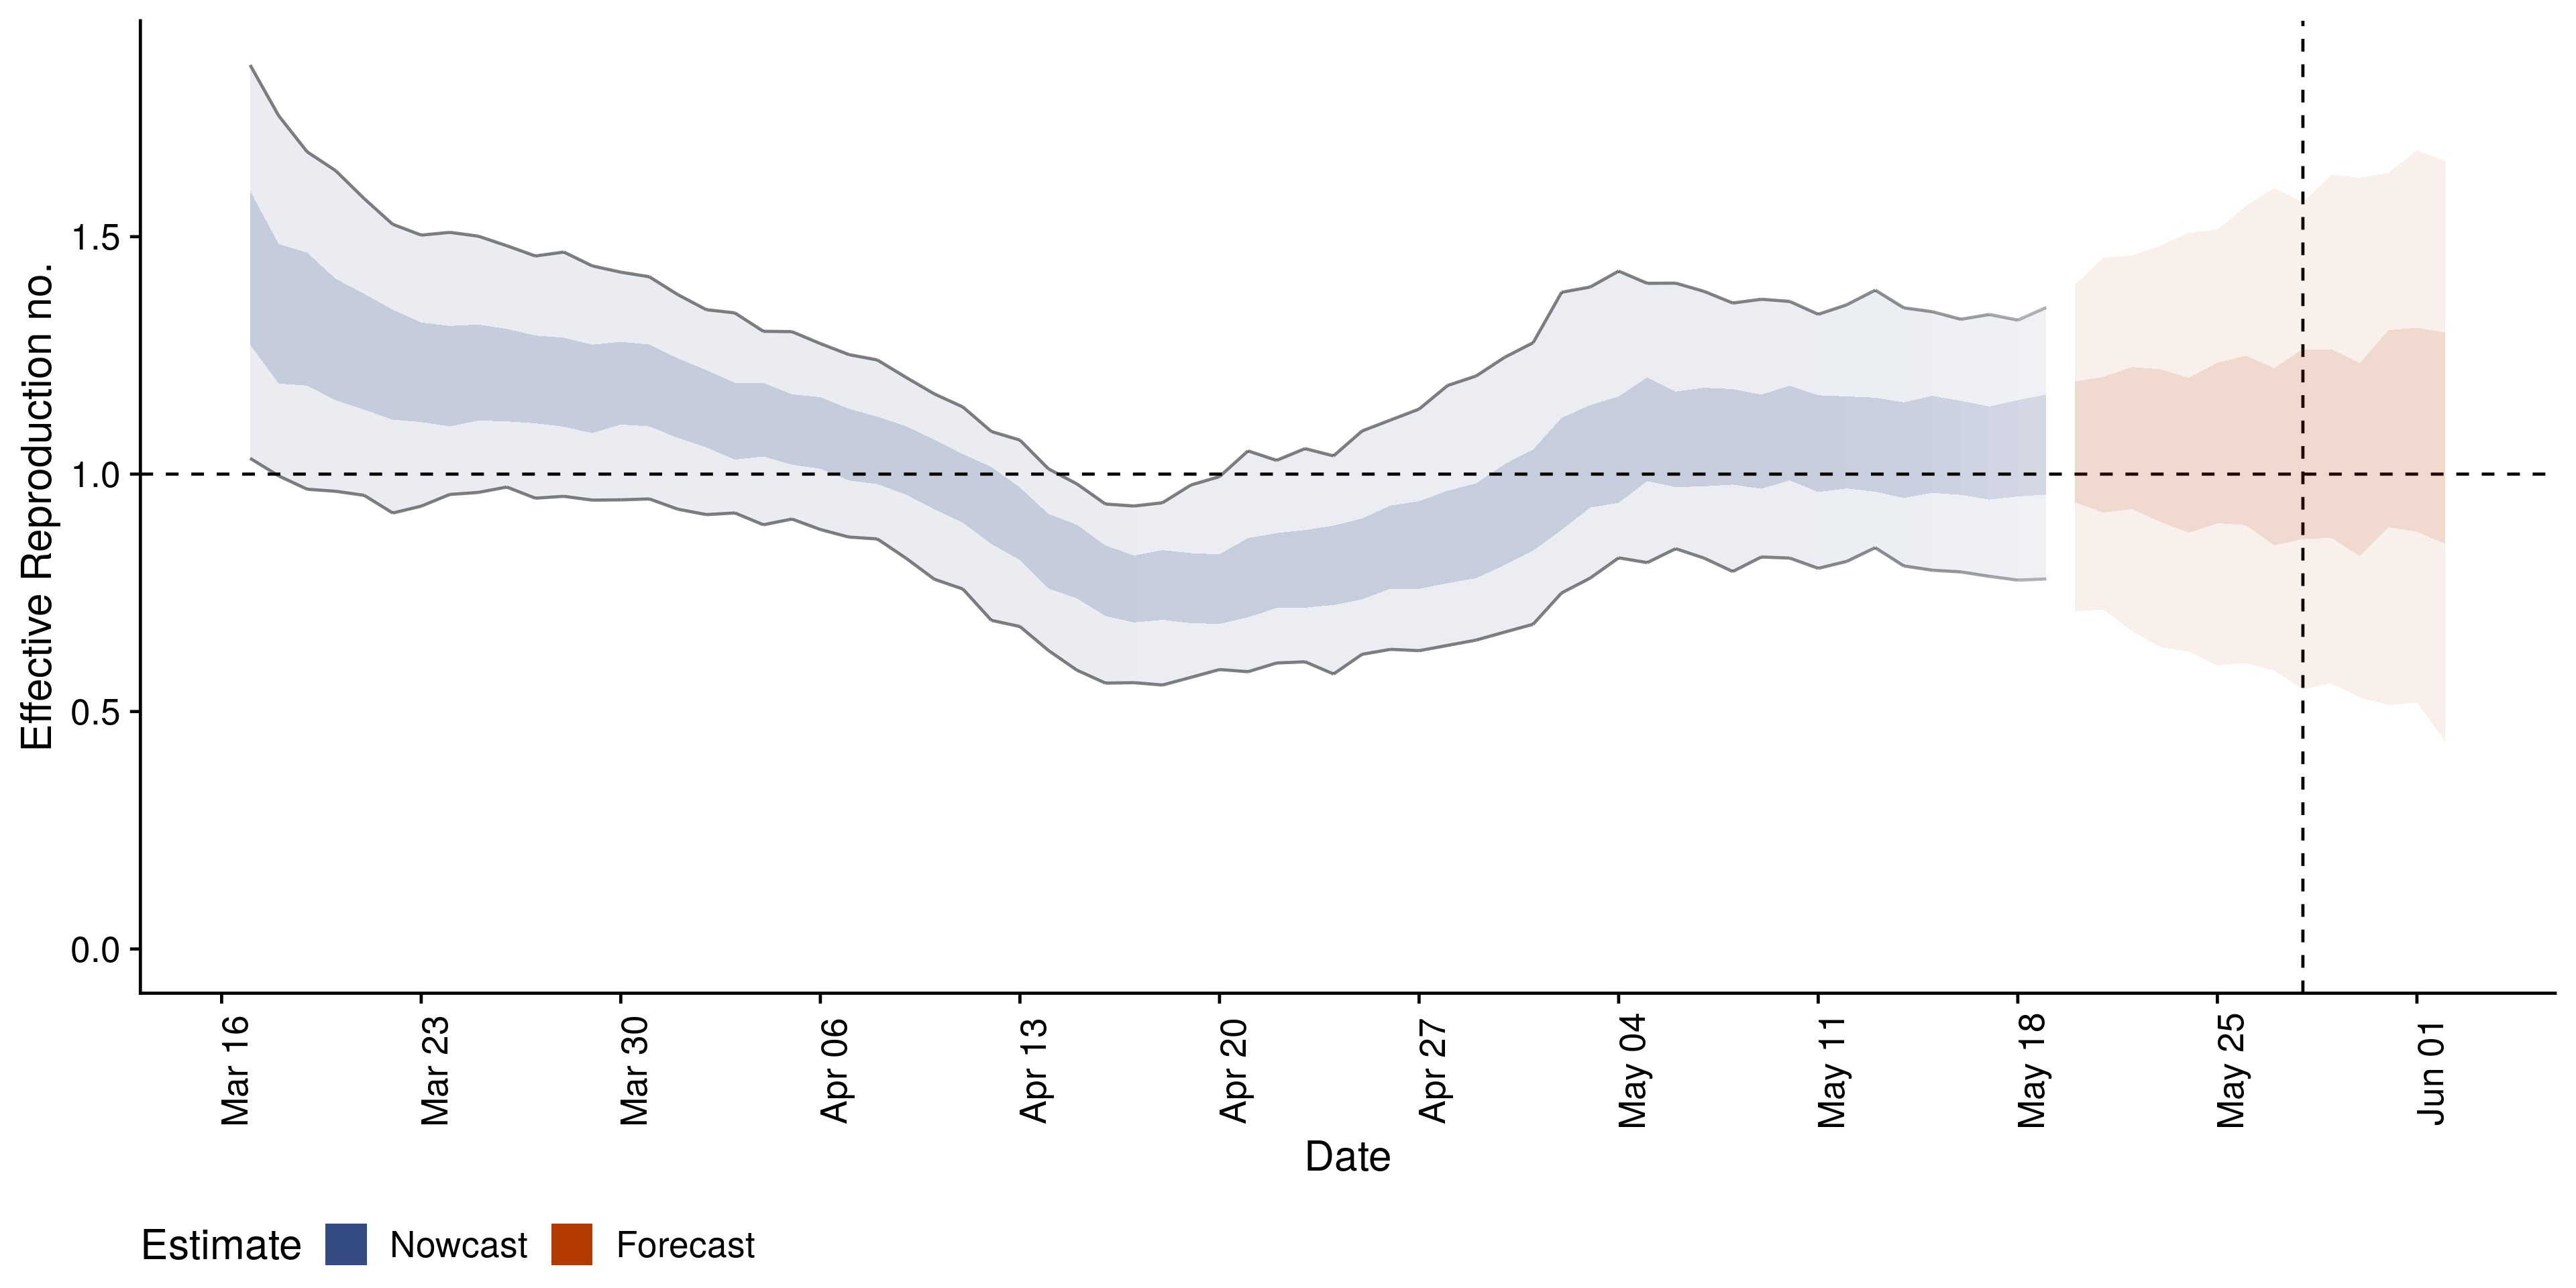 Effective Reproduction no.
1.5
1.0
0.5
0.0
Mar 16
Mar 23
Mar 30
Apr 06
Apr 13
Apr 20
Apr 27
May 04
May 11
May 18
May 25
Jun 01
Date
Estimate Nowcast Forecast